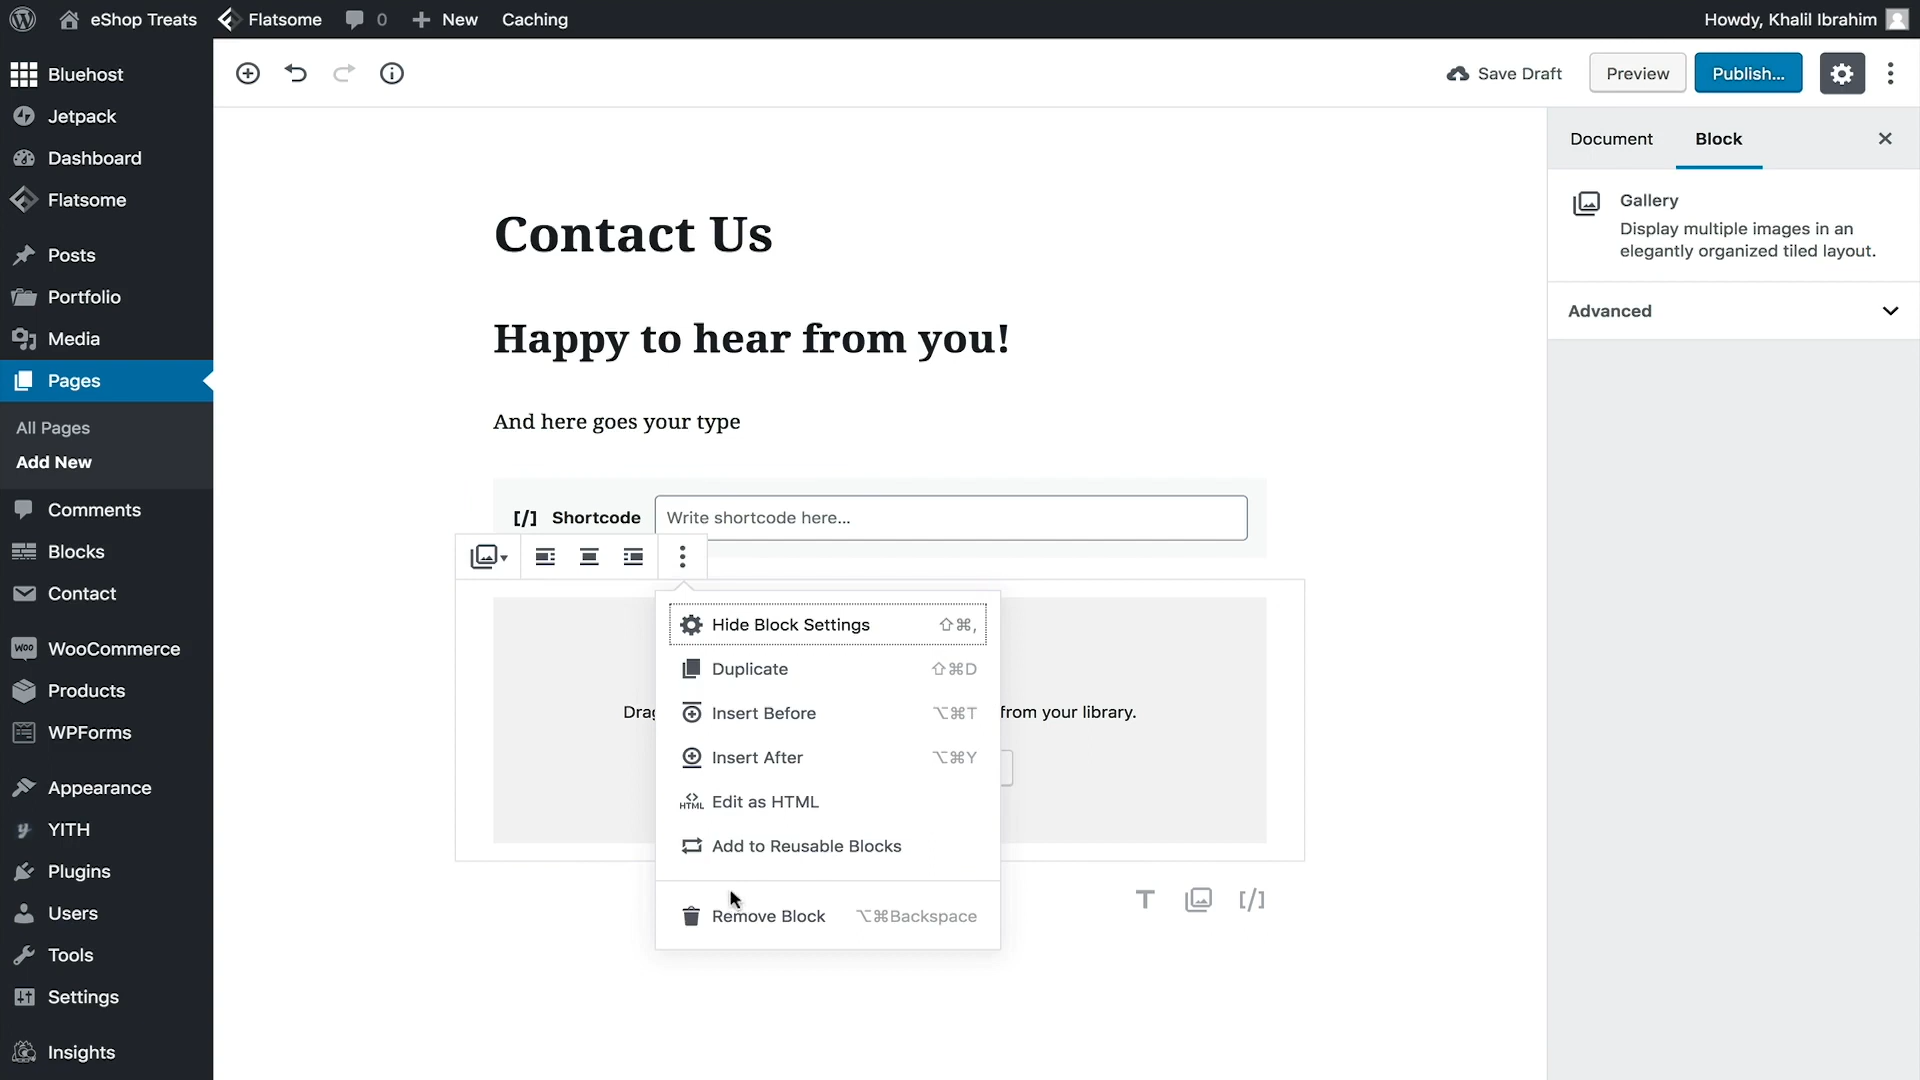 eShop Treats Flatsome 0 New Caching Howdy, Khalil Ibrahim
Bluehost
Jetpack
Dashboard
Flatsome
Posts
Portfolio
Media
Pages
All Pages
Add New
Comments
Blocks
Contact
WooCommerce
Products
WPForms
Appearance
YITH
Plugins
Users
Tools
Settings
Insights
Save Draft Preview Publish...
Contact Us
Happy to hear from you!
And here goes your type
[/] Shortcode Write shortcode here...
Hide Block Settings ⇧⌘,
Duplicate ⇧⌘D
Insert Before ⌥⌘T
Insert After ⌥⌘Y
HTML Edit as HTML
Add to Reusable Blocks
Remove Block ⌥⌘Backspace
from your library.
T [/]
Document Block
Gallery
Display multiple images in an
elegantly organized tiled layout.
Advanced